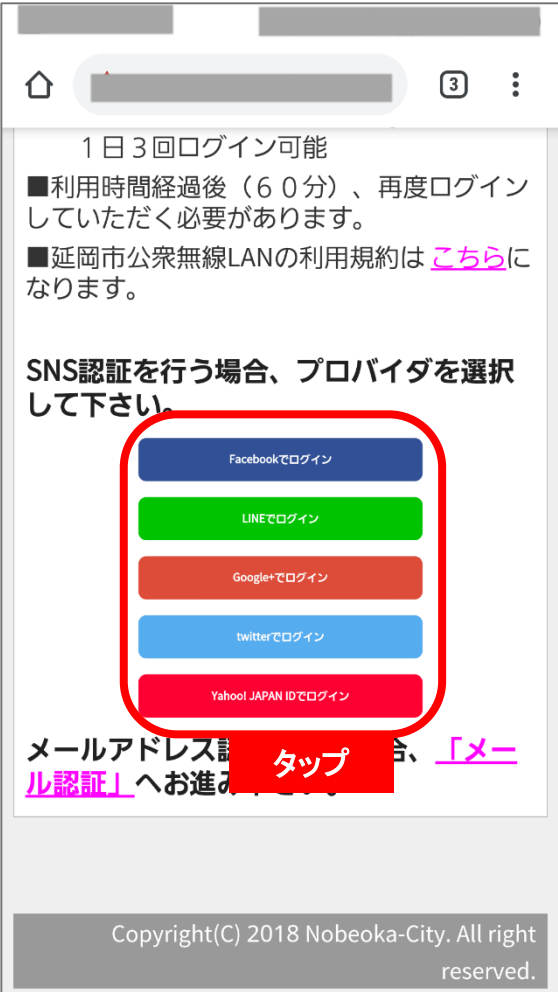 3
1日3回ログイン可能
■利用時間経過後（６０分）、再度ログイン
していただく必要があります。
■延岡市公衆無線LANの利用規約は こちらに
なります。
SNS認証を行う場合、プロバイダを選択
して下さい。
Facebookでログイン
LINEでログイン
Google+でログイン
twitterでログイン
Yahoo! JAPAN IDでログイン
メールアドレス 合、「メー
タップ
ル認証」へお進み
Copyright(C) 2018 Nobeoka-City. All right
reserved.